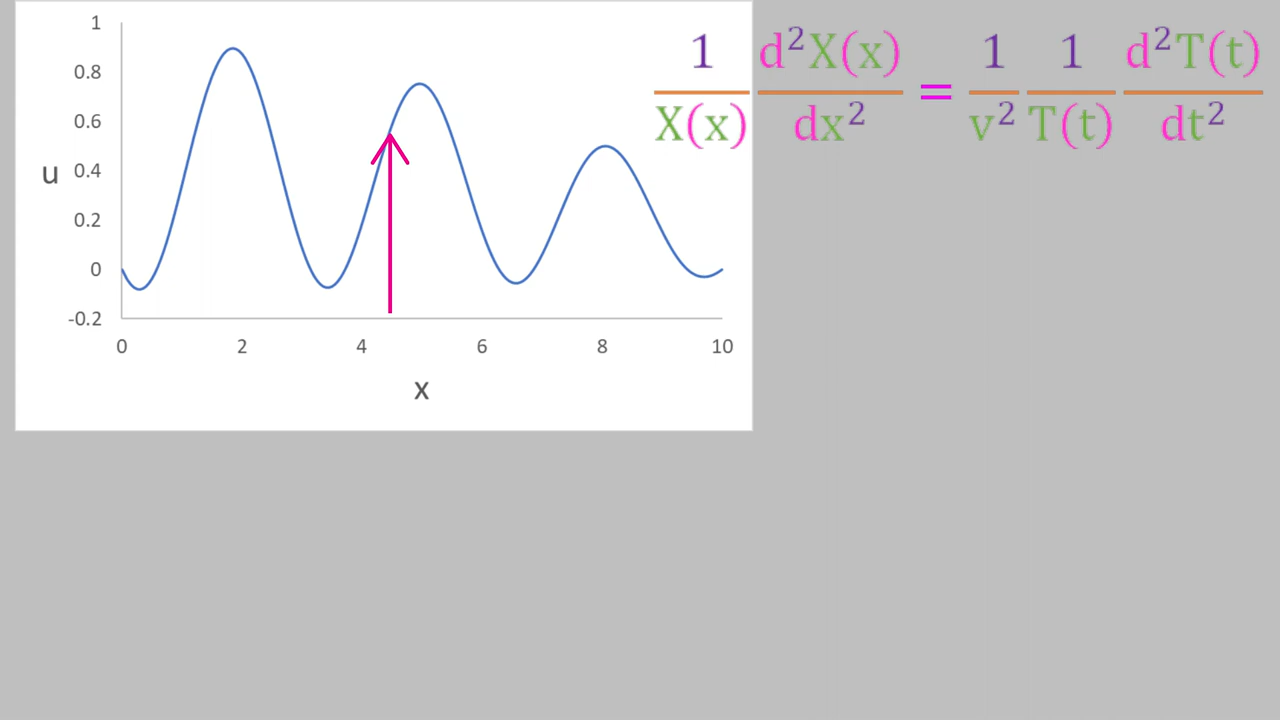 1
0.8
0.6
u 0.4
0.2
0
-0.2
0 2 4 6 8 10
x
1/X(x) d²X(x)/dx² = 1/v² 1/T(t) d²T(t)/dt²